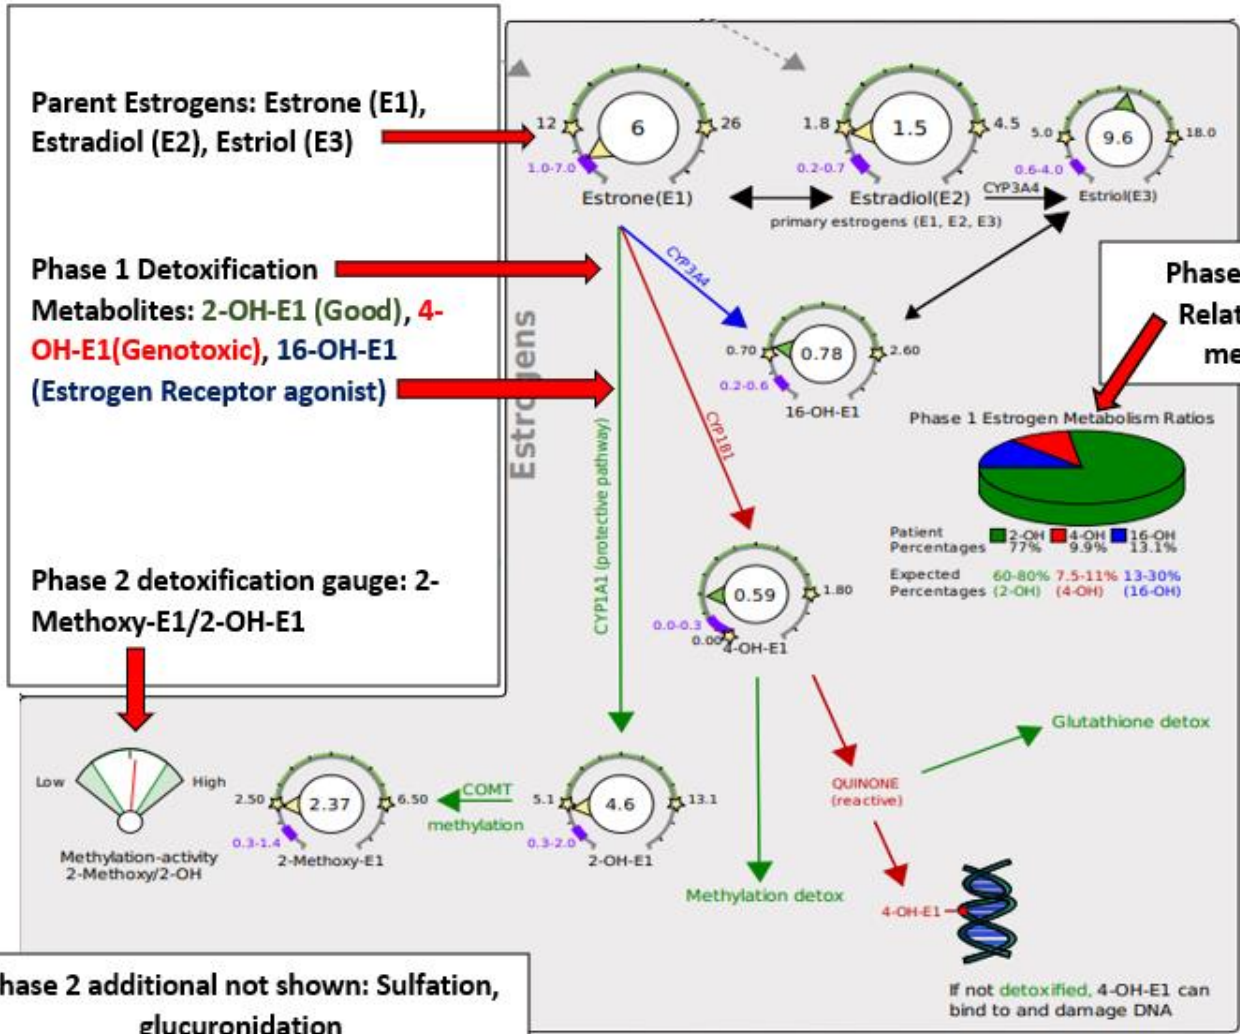 Parent Estrogens: Estrone (E1),
Estradiol (E2), Estriol (E3)
Phase 1 Detoxification
Metabolites: 2-OH-E1 (Good), 4-
OH-E1(Genotoxic), 16-OH-E1
(Estrogen Receptor agonist)
Phase 2 detoxification gauge: 2-
Methoxy-E1/2-OH-E1
Estrogens
12
6
26
1.0-7.0
Estrone(E1)
1.8
1.5
4.5
0.2-0.7
Estradiol(E2)
CYP3A4
5.0
9.6
18.0
0.6-4.0
Estriol(E3)
primary estrogens (E1, E2, E3)
CYP3A4
0.70
0.78
2.60
0.2-0.6
16-OH-E1
CYP1B1
CYP1A1 (protective pathway)
Phase
Relat
me
Phase 1 Estrogen Metabolism Ratios
Patient 2-OH 4-OH 16-OH
Percentages 77% 9.9% 13.1%
Expected 60-80% 7.5-11% 13-30%
Percentages (2-OH) (4-OH) (16-OH)
0.59
1.80
0.0-0.3
0.00
4-OH-E1
Low
High
Methylation-activity
2-Methoxy/2-OH
2.50
2.37
6.50
0.3-1.4
2-Methoxy-E1
COMT
methylation
5.1
4.6
13.1
0.3-2.0
2-OH-E1
Methylation detox
QUINONE
(reactive)
Glutathione detox
4-OH-E1
If not detoxified, 4-OH-E1 can
bind to and damage DNA
hase 2 additional not shown: Sulfation,
glucuronidation